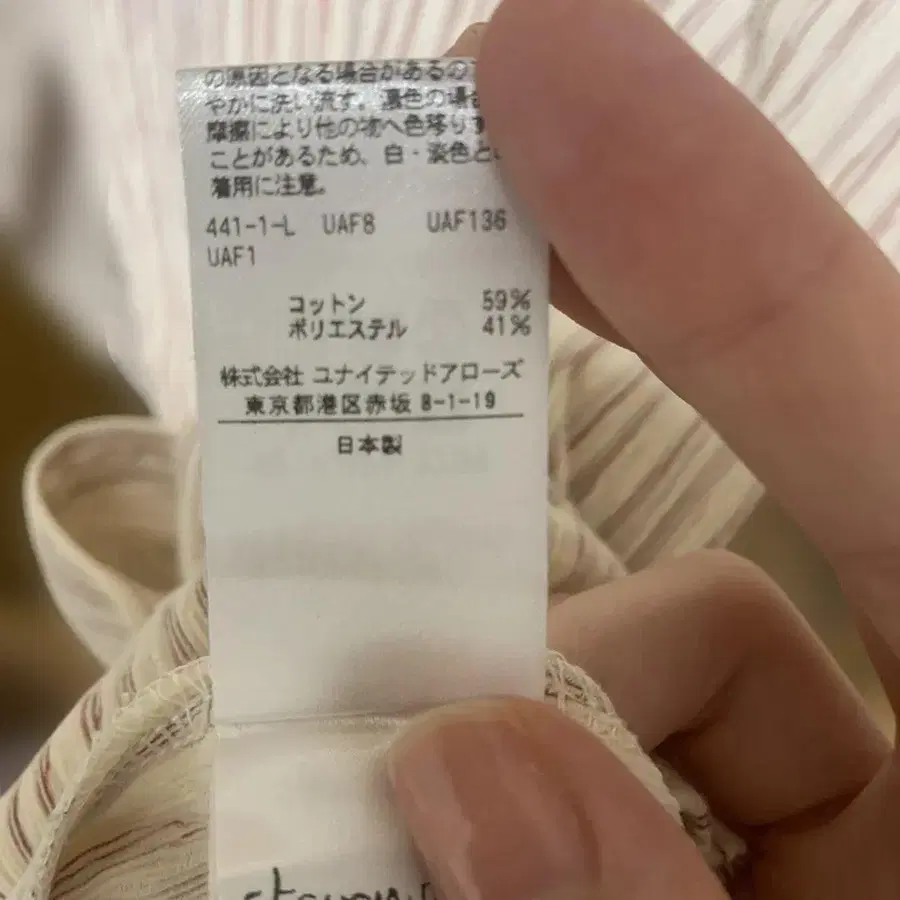 の原因となる場合があるの
やかに洗い流す。濃色の場合
摩擦により他の物へ色移りす
ことがあるため、白・淡色と
着用に注意。
441-1-L UAF8 UAF136
UAF1
コットン 59%
ポリエステル 41%
株式会社 ユナイテッドアローズ
東京都港区赤坂 8-1-19
日本製